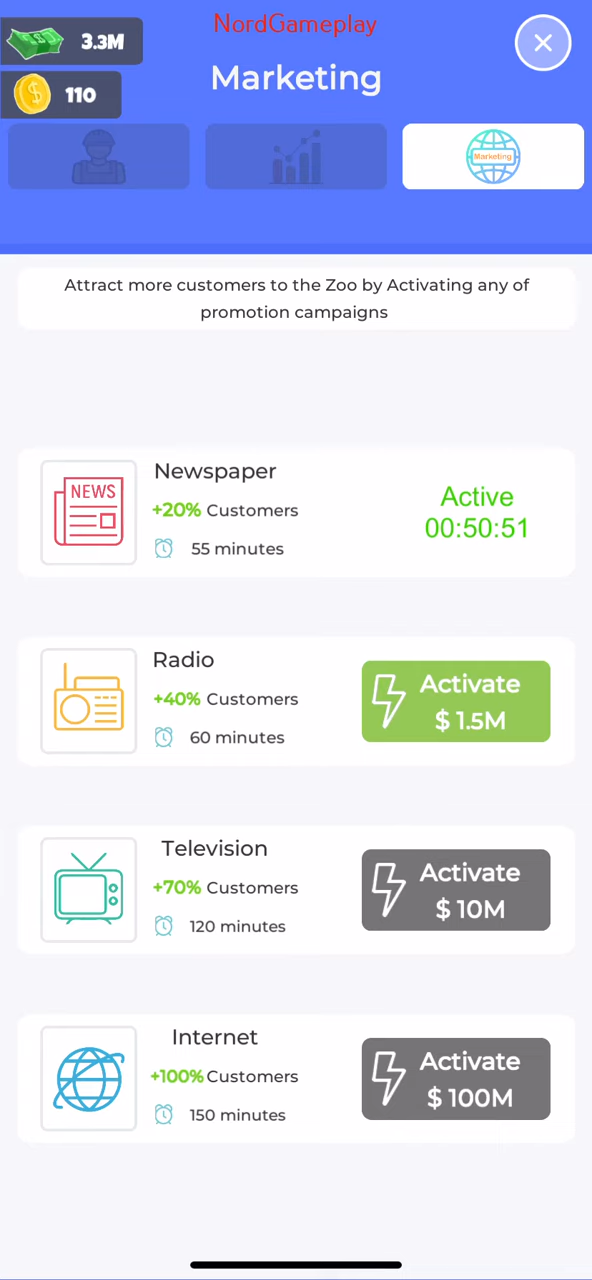 NordGameplay
3.3M
Marketing
110
Marketing
Attract more customers to the Zoo by Activating any of
promotion campaigns
NEWS
Newspaper
+20% Customers
55 minutes
Active
00:50:51
Radio
+40% Customers
60 minutes
Activate
$ 1.5M
Television
+70% Customers
120 minutes
Activate
$ 10M
Internet
+100% Customers
150 minutes
Activate
$ 100M